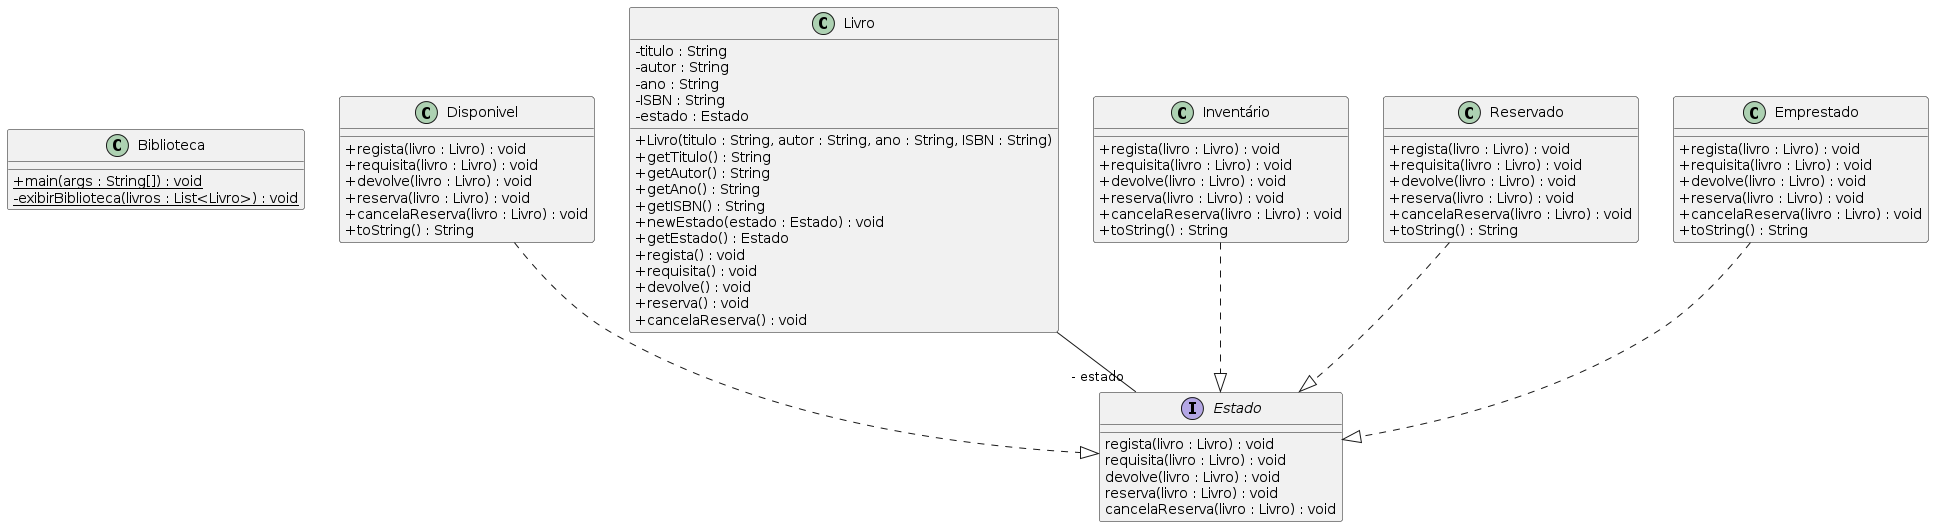 Biblioteca
+main(args : String[]) : void
-exibirBiblioteca(livros : List<Livro>) : void
Disponivel
+regista(livro : Livro) : void
+requisita(livro : Livro) : void
+devolve(livro : Livro) : void
+reserva(livro : Livro) : void
+cancelaReserva(livro : Livro) : void
+toString() : String
Livro
-titulo : String
-autor : String
-ano : String
-ISBN : String
-estado : Estado
+Livro(titulo : String, autor : String, ano : String, ISBN : String)
+getTitulo() : String
+getAutor() : String
+getAno() : String
+getISBN() : String
+newEstado(estado : Estado) : void
+getEstado() : Estado
+regista() : void
+requisita() : void
+devolve() : void
+reserva() : void
+cancelaReserva() : void
Inventário
+regista(livro : Livro) : void
+requisita(livro : Livro) : void
+devolve(livro : Livro) : void
+reserva(livro : Livro) : void
+cancelaReserva(livro : Livro) : void
+toString() : String
Reservado
+regista(livro : Livro) : void
+requisita(livro : Livro) : void
+devolve(livro : Livro) : void
+reserva(livro : Livro) : void
+cancelaReserva(livro : Livro) : void
+toString() : String
Emprestado
+regista(livro : Livro) : void
+requisita(livro : Livro) : void
+devolve(livro : Livro) : void
+reserva(livro : Livro) : void
+cancelaReserva(livro : Livro) : void
+toString() : String
- estado
Estado
regista(livro : Livro) : void
requisita(livro : Livro) : void
devolve(livro : Livro) : void
reserva(livro : Livro) : void
cancelaReserva(livro : Livro) : void